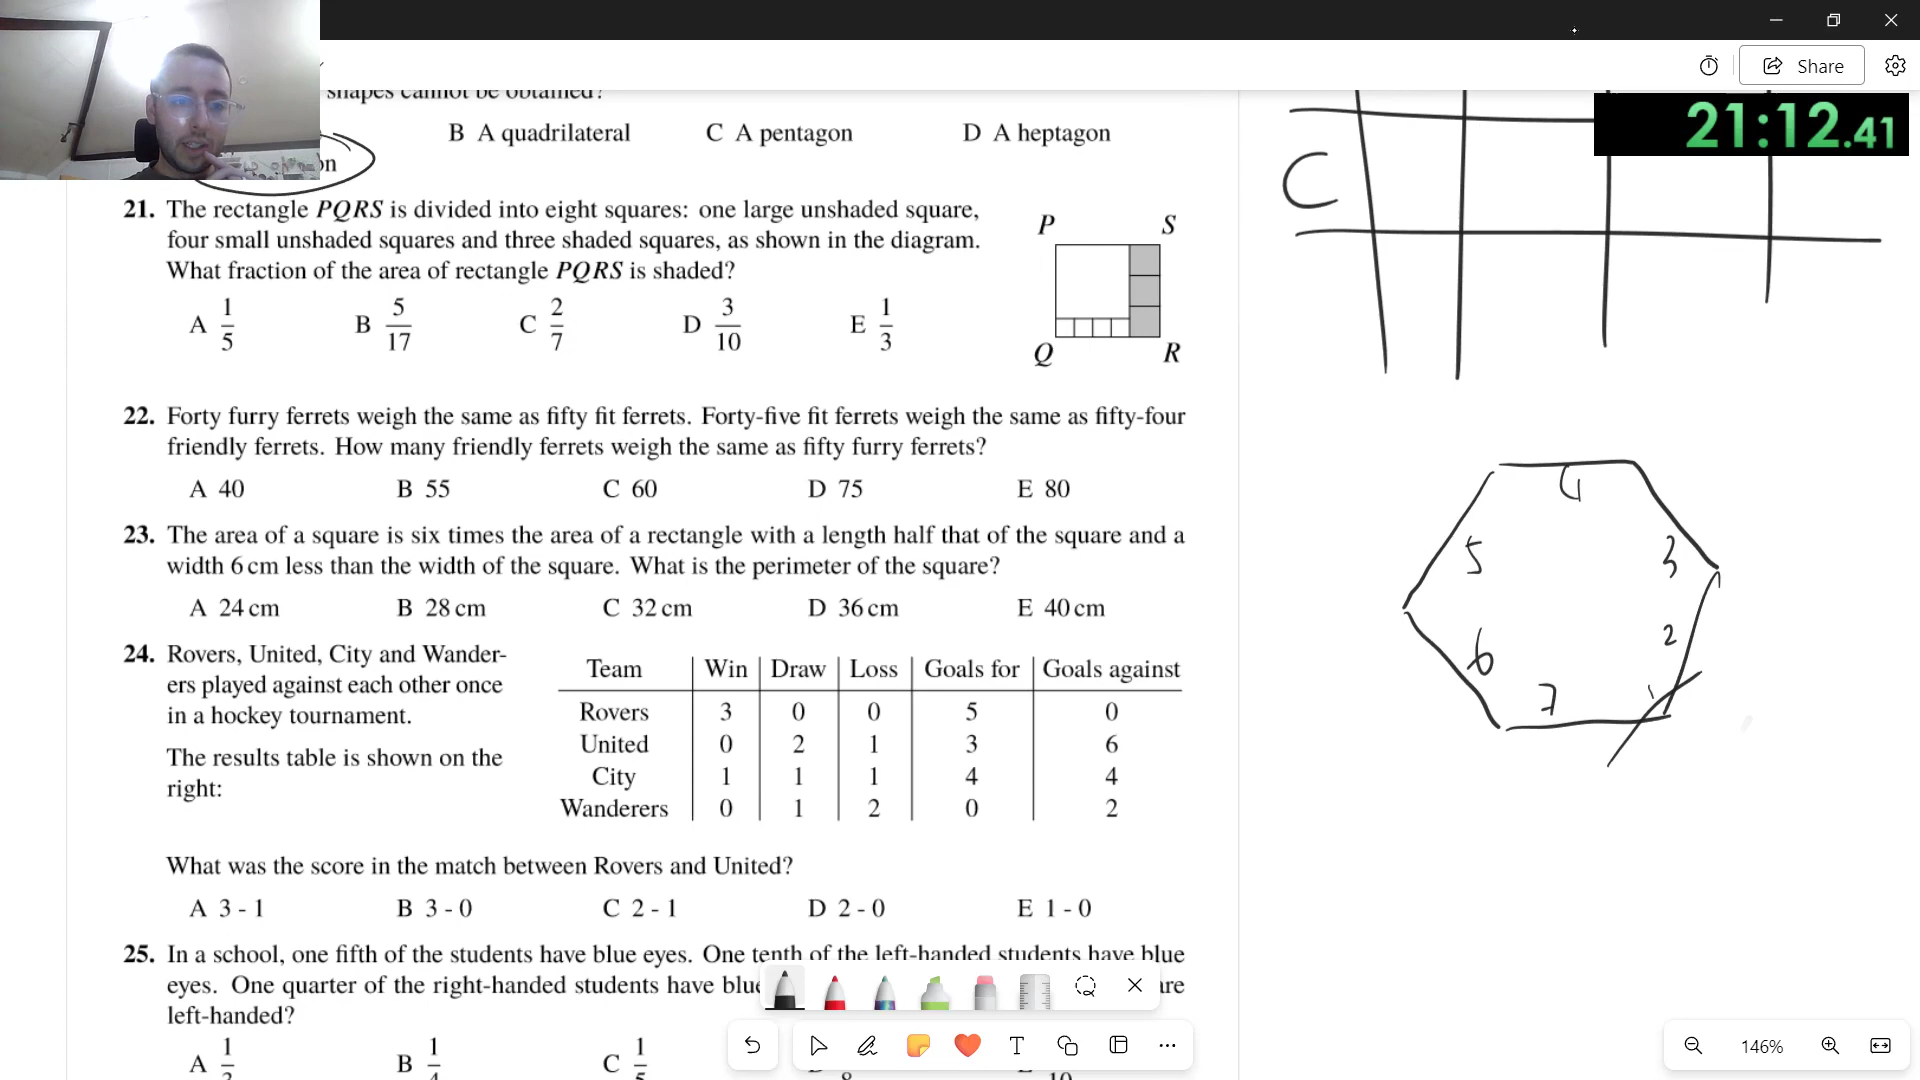 Share
21:12.41
shapes cannot be obtained?
B A quadrilateral C A pentagon D A heptagon
on
C
21. The rectangle PQRS is divided into eight squares: one large unshaded square,
four small unshaded squares and three shaded squares, as shown in the diagram.
What fraction of the area of rectangle PQRS is shaded?
A 1/5 B 5/17 C 2/7 D 3/10 E 1/3
P S
Q R
22. Forty furry ferrets weigh the same as fifty fit ferrets. Forty-five fit ferrets weigh the same as fifty-four
friendly ferrets. How many friendly ferrets weigh the same as fifty furry ferrets?
A 40 B 55 C 60 D 75 E 80
23. The area of a square is six times the area of a rectangle with a length half that of the square and a
width 6 cm less than the width of the square. What is the perimeter of the square?
A 24 cm B 28 cm C 32 cm D 36 cm E 40 cm
24. Rovers, United, City and Wander-
ers played against each other once
in a hockey tournament.
The results table is shown on the
right:
Team Win Draw Loss Goals for Goals against
Rovers 3 0 0 5 0
United 0 2 1 3 6
City 1 1 1 4 4
Wanderers 0 1 2 0 2
What was the score in the match between Rovers and United?
A 3 - 1 B 3 - 0 C 2 - 1 D 2 - 0 E 1 - 0
25. In a school, one fifth of the students have blue eyes. One tenth of the left-handed students have blue
eyes. One quarter of the right-handed students have blue are
left-handed?
A 1 B 1 C 1
4
5 3
2
6
7 1
146%